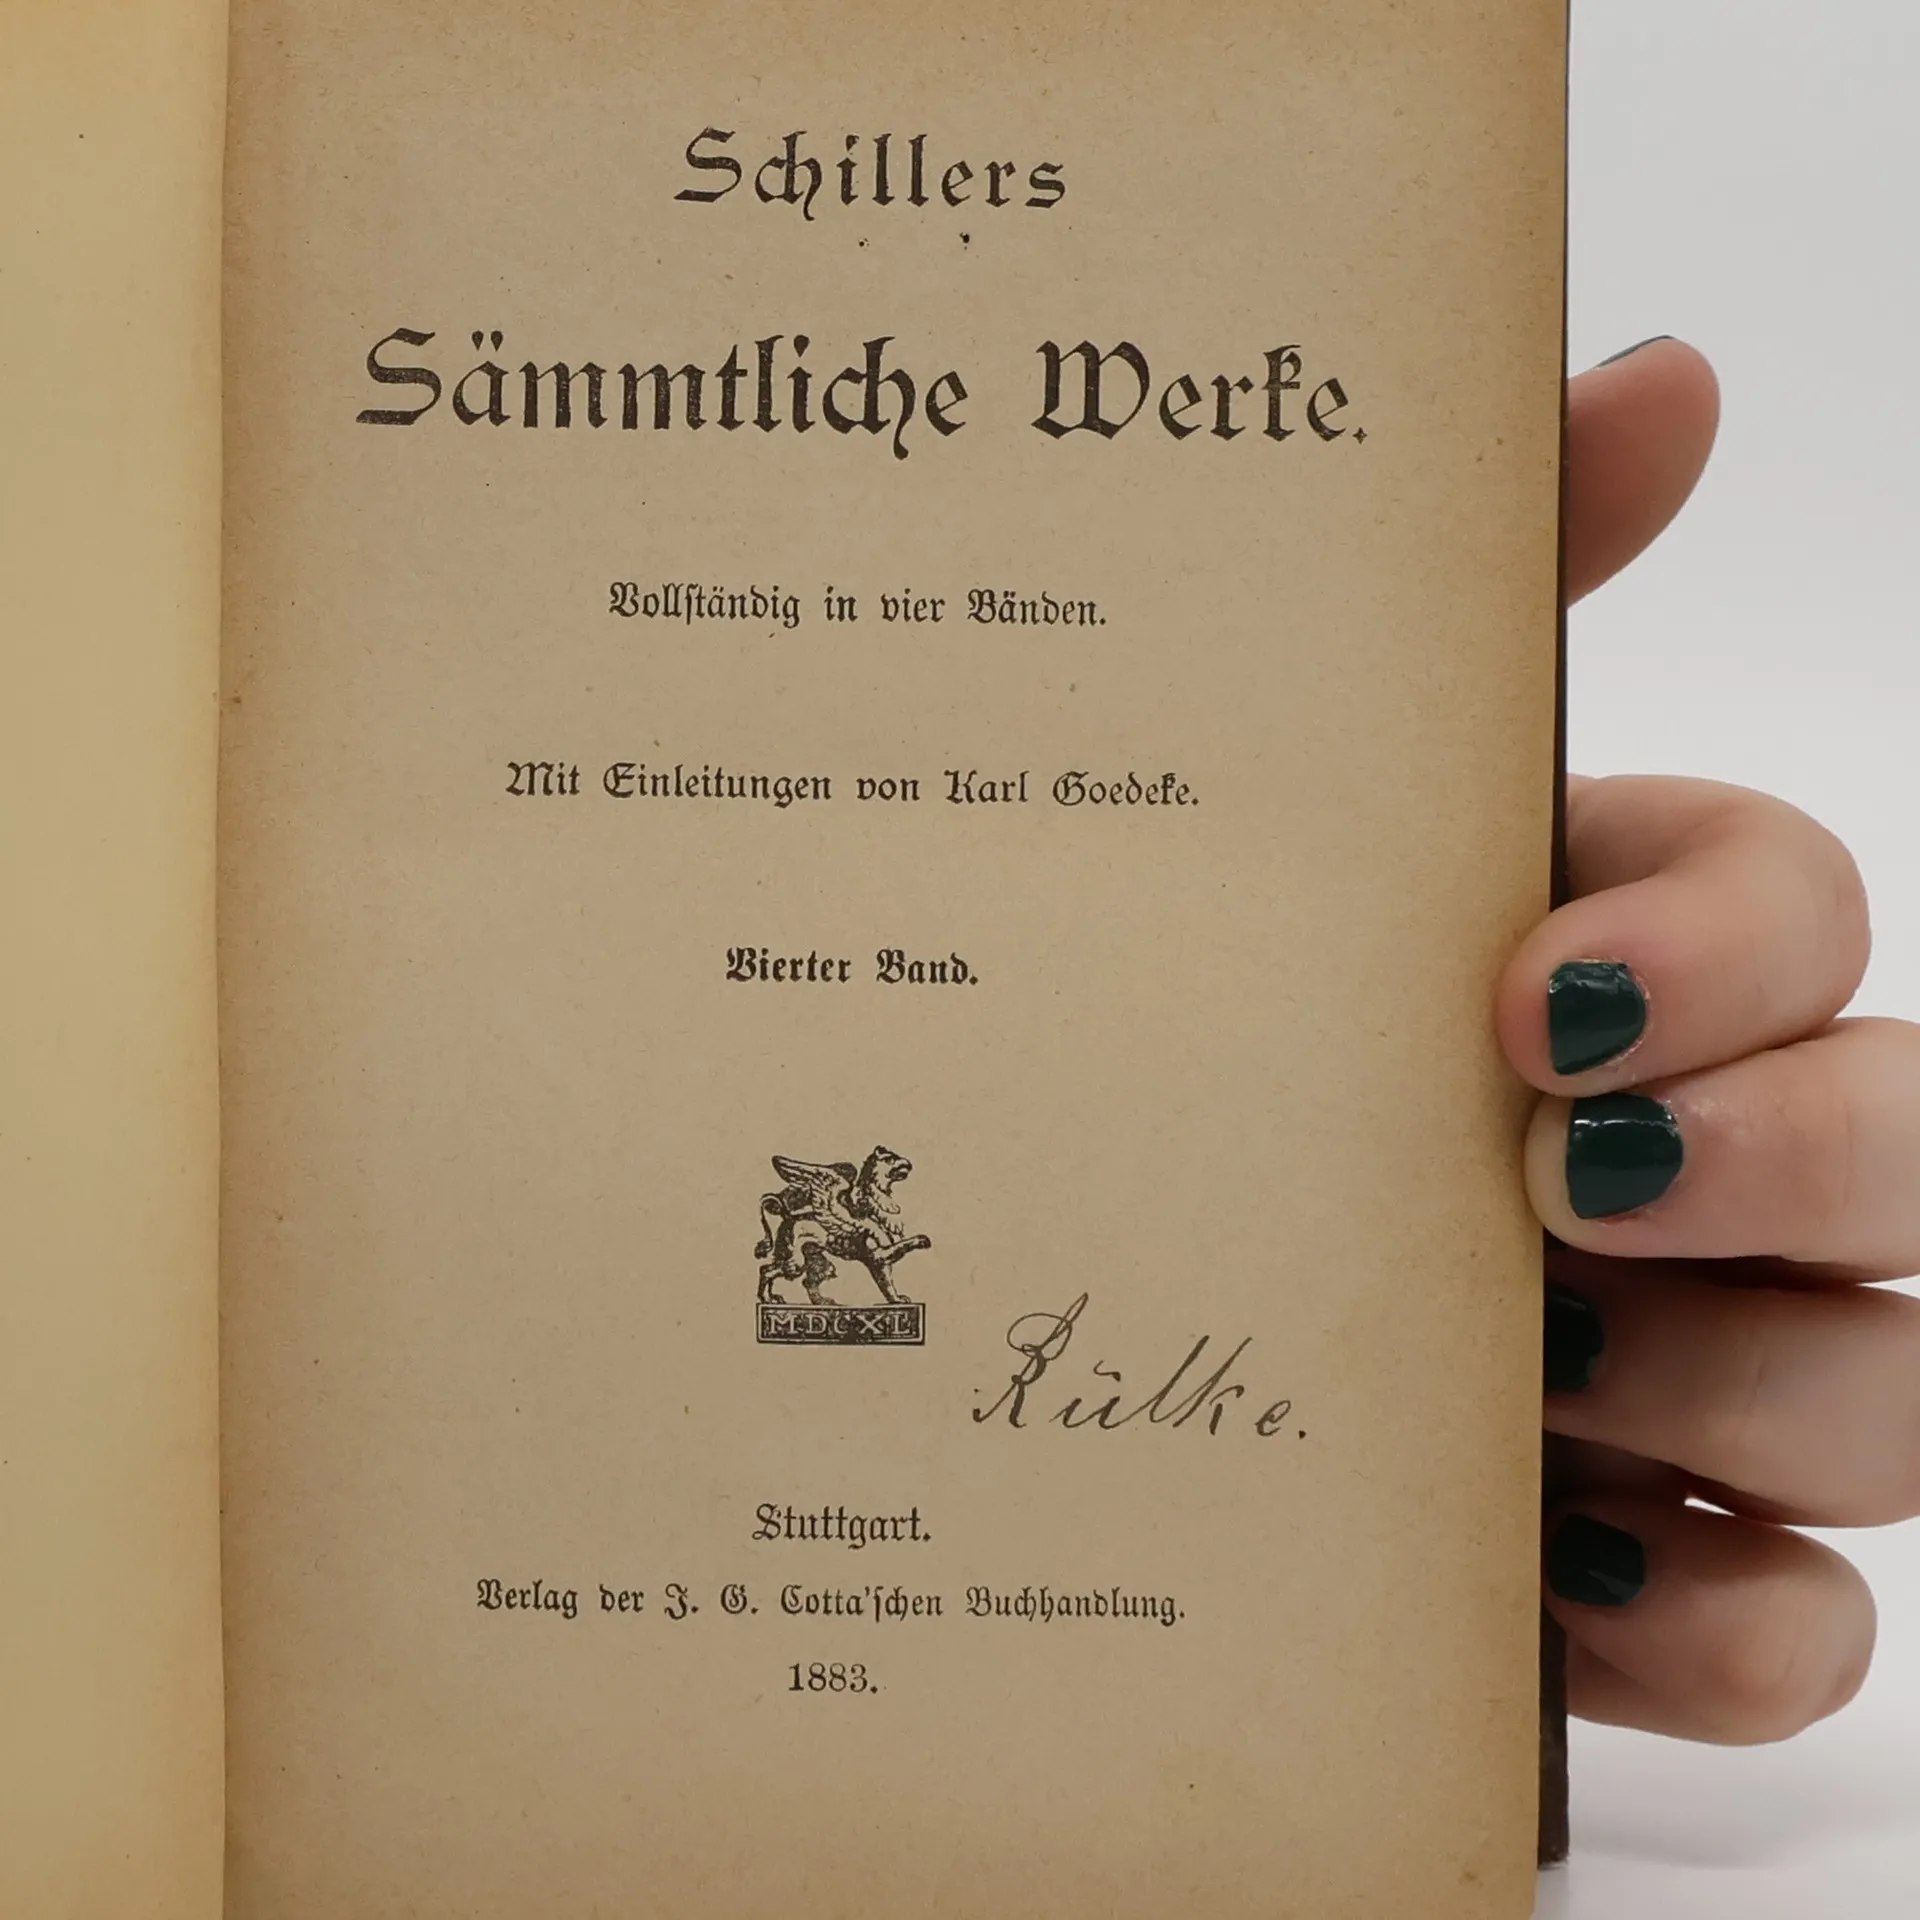 Schillers
Sämmtliche Werke.
Vollſtändig in vier Bänden.
Mit Einleitungen von Karl Goedeke.
Vierter Band.
MDCXL
Rülke.
Stuttgart.
Verlag der J. G. Cotta'ſchen Buchhandlung.
1883.